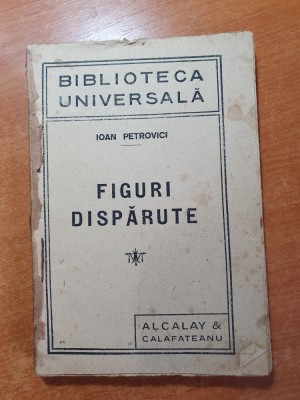 BIBLIOTECA
UNIVERSALĂ
IOAN PETROVICI
FIGURI
DISPĂRUTE
ALCALAY &
CALAFATEANU